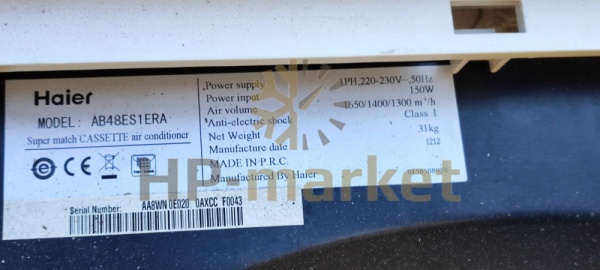 Haier
MODEL: AB48ES1ERA
Super match CASSETTE air conditioner
Power supply 1PH,220-230V~,50Hz
Power input 150W
Air volume 1650/1400/1300 m³/h
Anti-electric shock Class I
Net Weight 31kg
Manufacture date 1212
MADE IN P.R.C.
Manufactured by Haier
Serial Number: AA8WN 0E020 0AXCC F0043
HP market